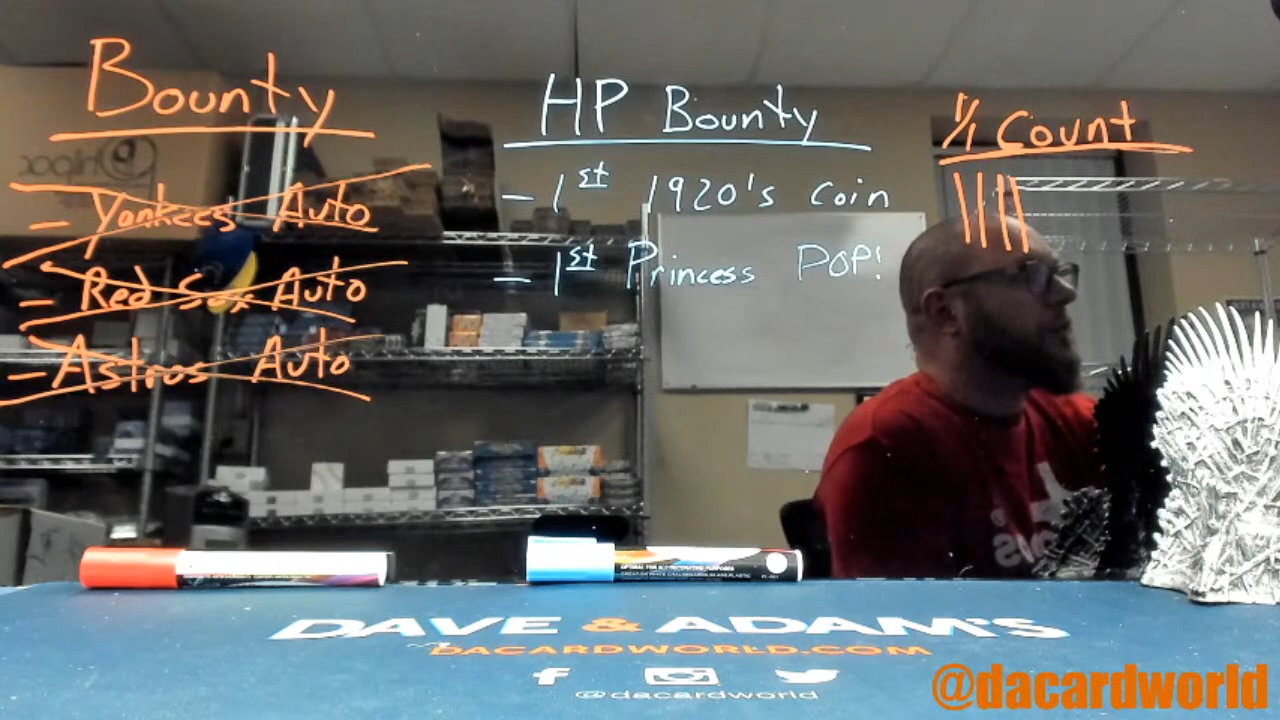 Bounty
- Yankees Auto
- Red Sox Auto
- Astros Auto
HP Bounty
- 1st 1920's Coin
- 1st Princess POP!
1/1 Count
||||
DAVE & ADAM'S
DACARDWORLD.COM
@dacardworld
@dacardworld